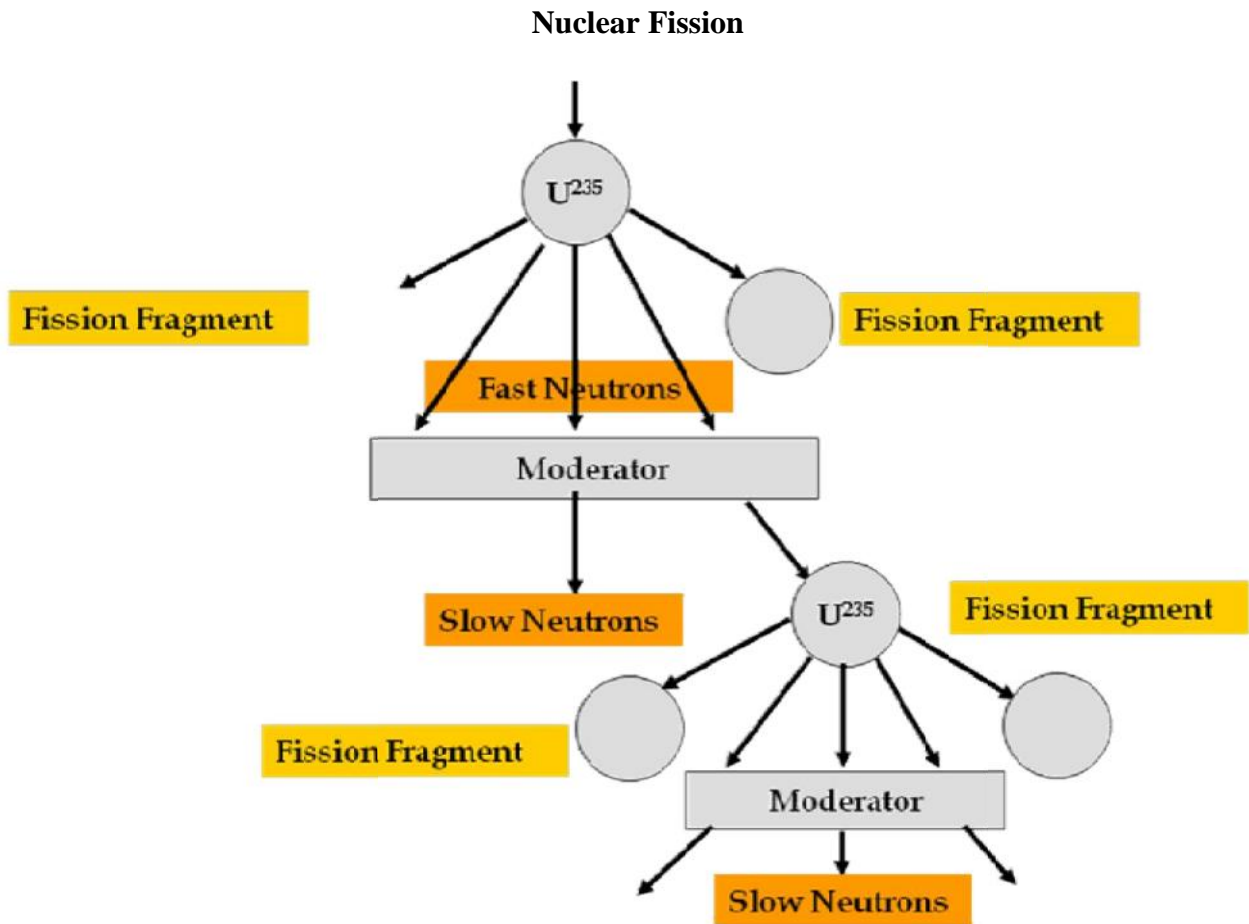 Nuclear Fission
U²³⁵
Fission Fragment
Fission Fragment
Fast Neutrons
Moderator
Slow Neutrons
U²³⁵
Fission Fragment
Fission Fragment
Moderator
Slow Neutrons